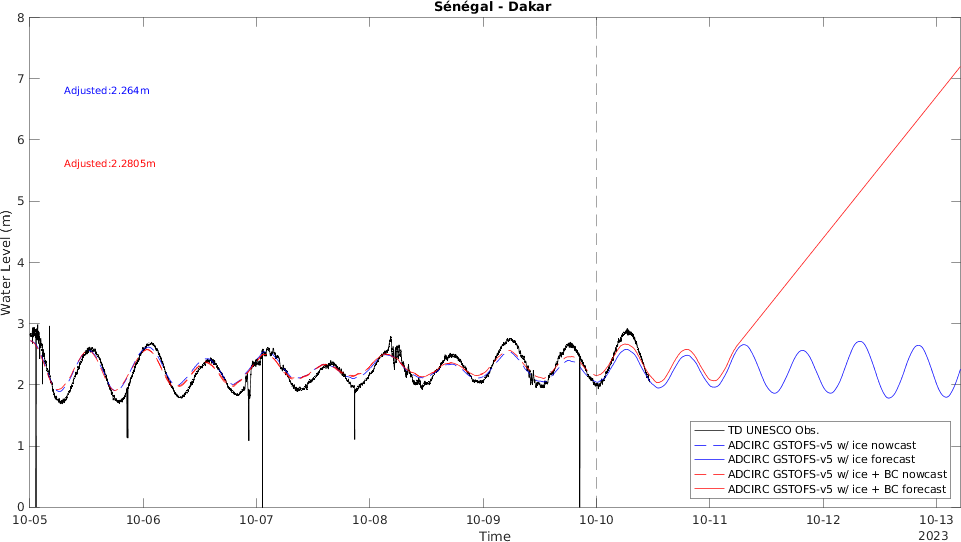 Sénégal - Dakar
8
7
6
5
4
3
2
1
0
Water Level (m)
Adjusted:2.264m
Adjusted:2.2805m
TD UNESCO Obs.
ADCIRC GSTOFS-v5 w/ ice nowcast
ADCIRC GSTOFS-v5 w/ ice forecast
ADCIRC GSTOFS-v5 w/ ice + BC nowcast
ADCIRC GSTOFS-v5 w/ ice + BC forecast
10-05 10-06 10-07 10-08 10-09 10-10 10-11 10-12 10-13
Time
2023